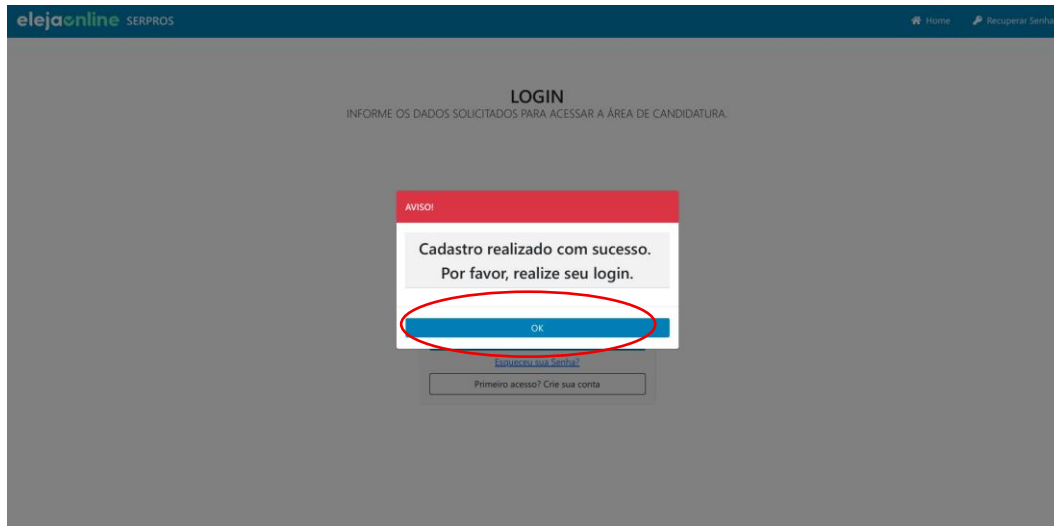 elejaonline SERPROS
Home
Recuperar Senha
LOGIN
INFORME OS DADOS SOLICITADOS PARA ACESSAR A ÁREA DE CANDIDATURA.
AVISO!
Cadastro realizado com sucesso.
Por favor, realize seu login.
OK
Esqueceu sua Senha?
Primeiro acesso? Crie sua conta